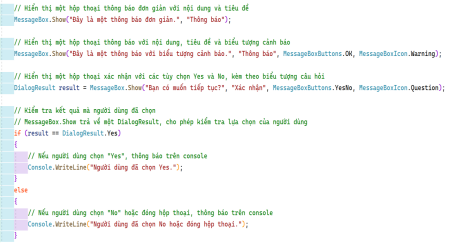 // Hiển thị một hộp thoại thông báo đơn giản với nội dung và tiêu đề
MessageBox.Show("Đây là một thông báo đơn giản.", "Thông báo");
// Hiển thị một hộp thoại thông báo với nội dung, tiêu đề và biểu tượng cảnh báo
MessageBox.Show("Đây là một thông báo với biểu tượng cảnh báo.", "Thông báo", MessageBoxButtons.OK, MessageBoxIcon.Warning);
// Hiển thị một hộp thoại xác nhận với các tùy chọn Yes và No, kèm theo biểu tượng câu hỏi
DialogResult result = MessageBox.Show("Bạn có muốn tiếp tục?", "Xác nhận", MessageBoxButtons.YesNo, MessageBoxIcon.Question);
// Kiểm tra kết quả mà người dùng đã chọn
// MessageBox.Show trả về một DialogResult, cho phép kiểm tra lựa chọn của người dùng
if (result == DialogResult.Yes)
{
// Nếu người dùng chọn "Yes", thông báo trên console
Console.WriteLine("Người dùng đã chọn Yes.");
}
else
{
// Nếu người dùng chọn "No" hoặc đóng hộp thoại, thông báo trên console
Console.WriteLine("Người dùng đã chọn No hoặc đóng hộp thoại.");
}